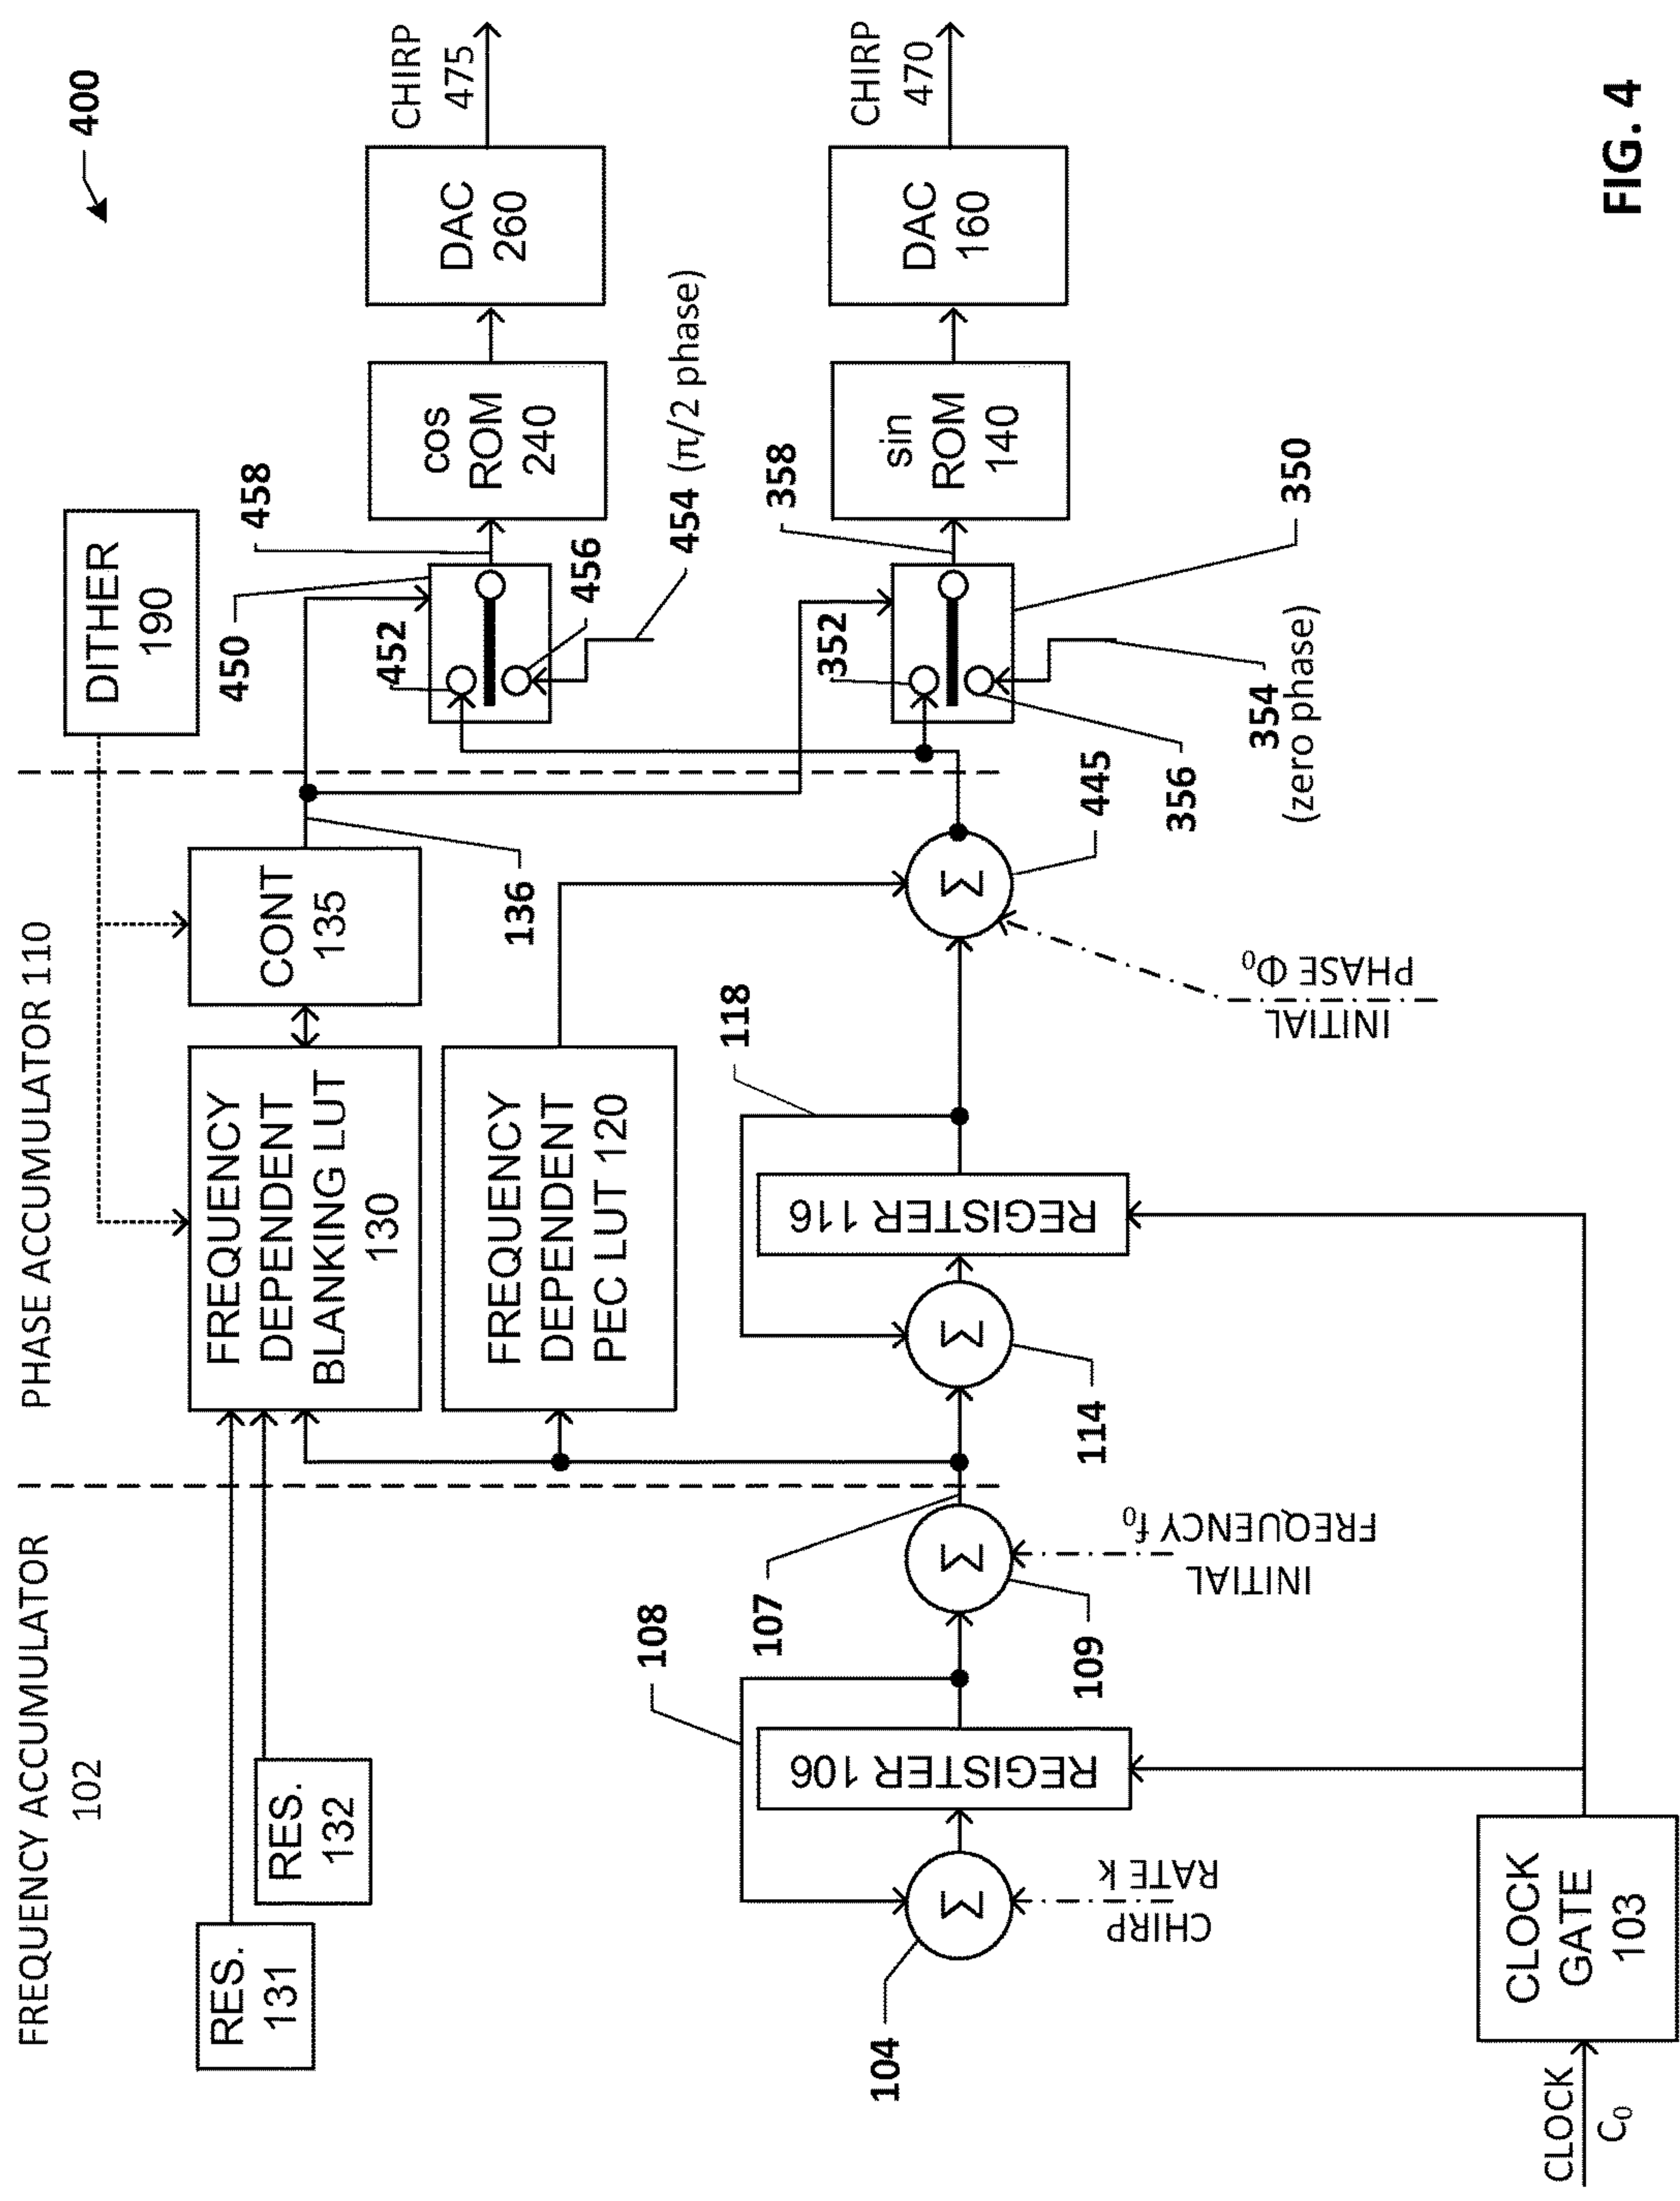 400
FREQUENCY ACCUMULATOR
102
PHASE ACCUMULATOR 110
DITHER
190
RES.
131
RES.
132
FREQUENCY
DEPENDENT
BLANKING LUT
130
CONT
135
136
450
458
452
456
454 (π/2 phase)
cos
ROM
240
DAC
260
CHIRP
475
FREQUENCY
DEPENDENT
PEC LUT 120
108
107
118
104
CHIRP
RATE k
REGISTER 106
109
INITIAL
FREQUENCY f₀
114
REGISTER 116
Σ
Σ
Σ
Σ
445
INITIAL
PHASE Φ₀
352
358
356
354
(zero phase)
350
sin
ROM
140
DAC
160
CHIRP
470
CLOCK
C₀
CLOCK
GATE
103
FIG. 4